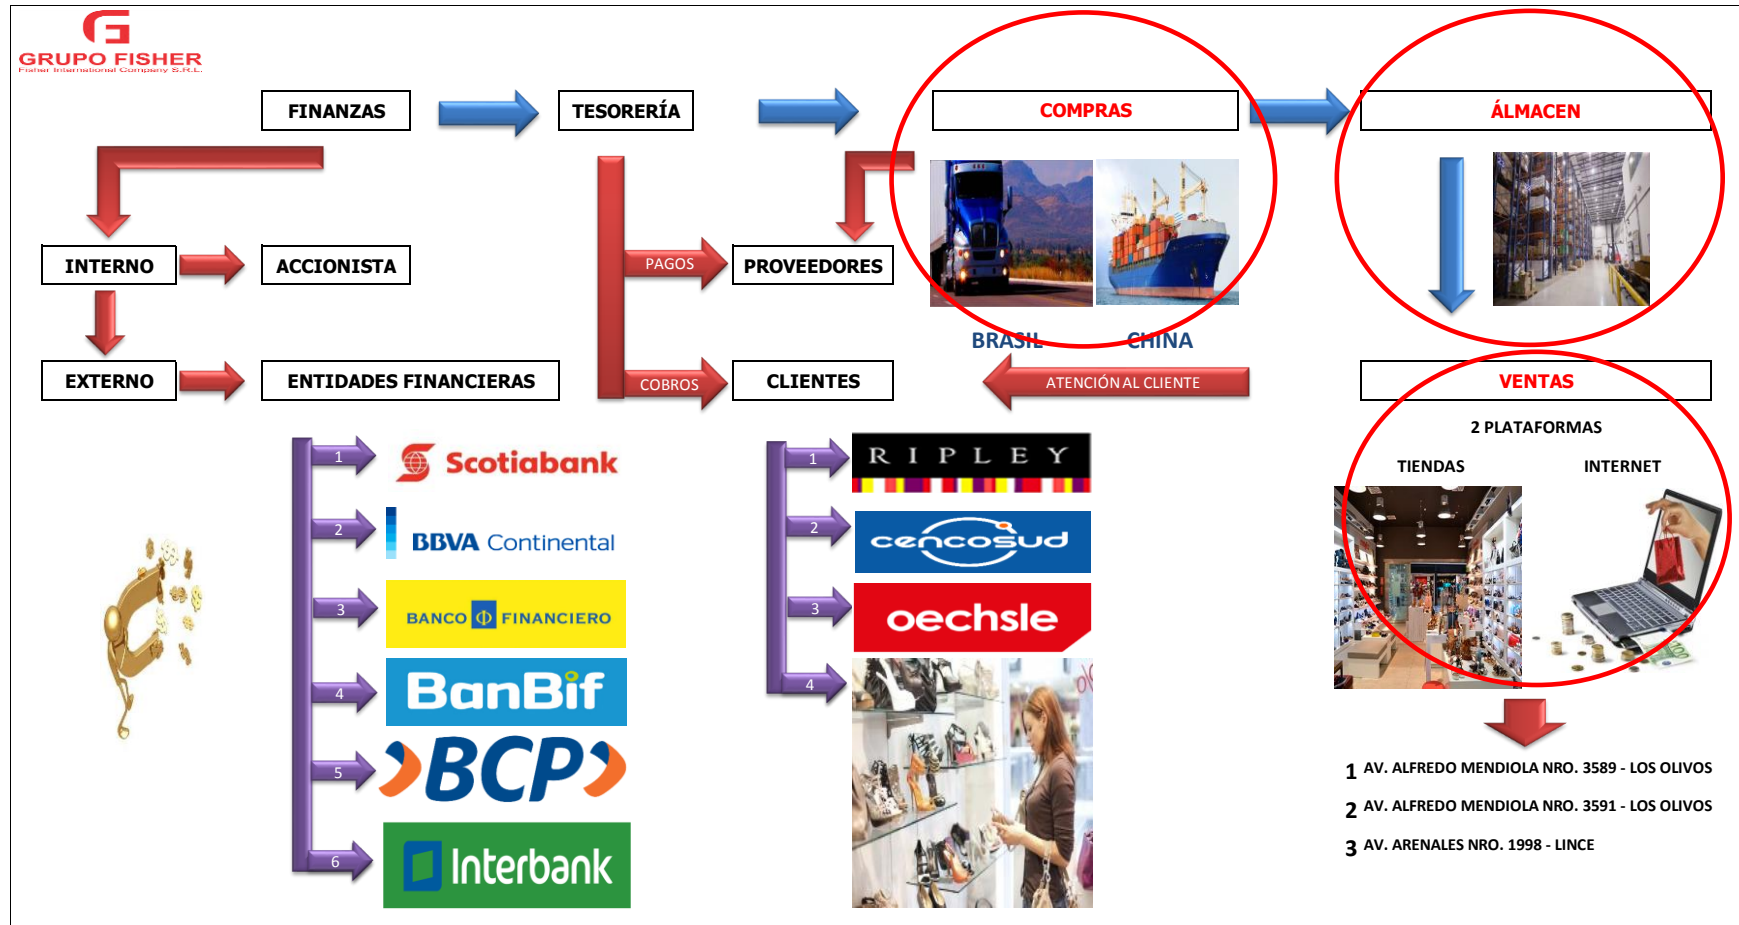 GRUPO FISHER
Fisher International Company S.R.L.
FINANZAS
TESORERÍA
COMPRAS
ÁLMACEN
INTERNO
ACCIONISTA
PAGOS
PROVEEDORES
BRASIL
CHINA
EXTERNO
ENTIDADES FINANCIERAS
COBROS
CLIENTES
ATENCIÓN AL CLIENTE
VENTAS
2 PLATAFORMAS
TIENDAS
INTERNET
1
Scotiabank
2
BBVA Continental
3
BANCO FINANCIERO
4
BanBif
5
BCP
6
Interbank
1
RIPLEY
2
cencosud
3
oechsle
4
1 AV. ALFREDO MENDIOLA NRO. 3589 - LOS OLIVOS
2 AV. ALFREDO MENDIOLA NRO. 3591 - LOS OLIVOS
3 AV. ARENALES NRO. 1998 - LINCE